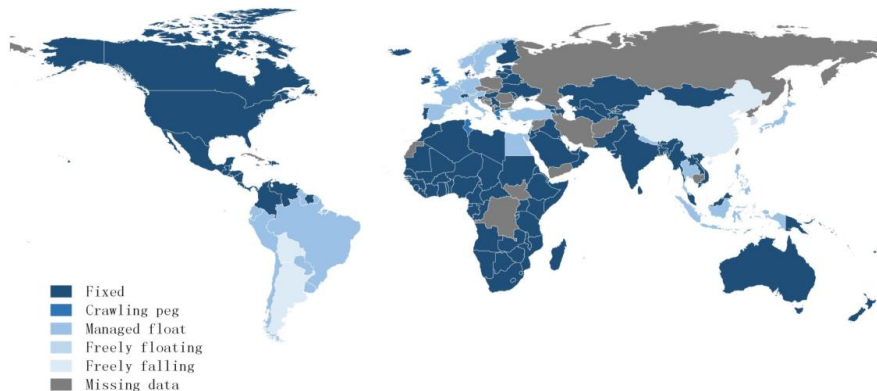 Fixed
Crawling peg
Managed float
Freely floating
Freely falling
Missing data